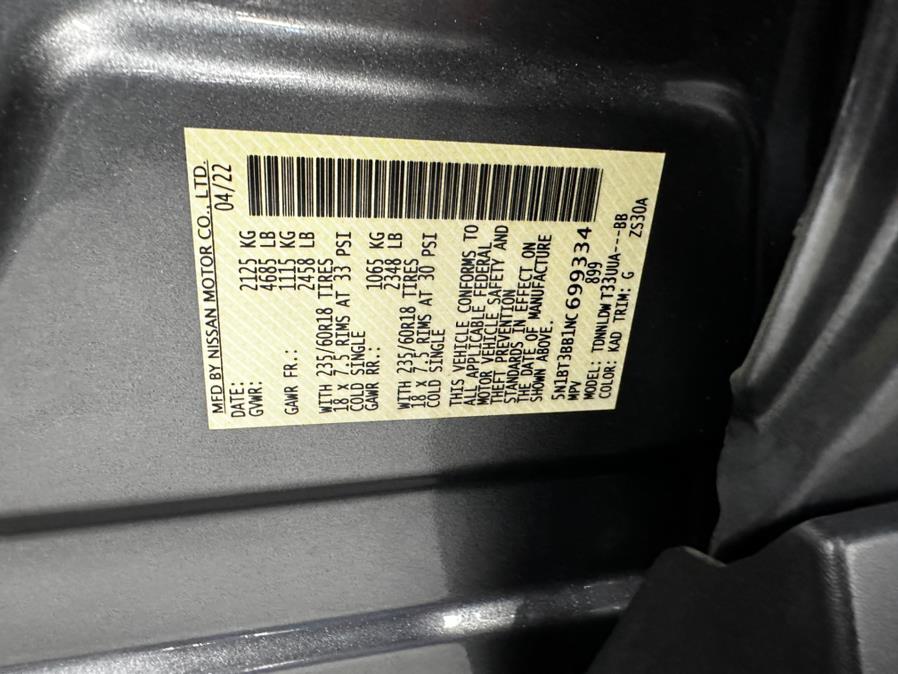 MFD BY NISSAN MOTOR CO., LTD.
DATE: 04/22
GVWR: 2125 KG
4685 LB
GAWR FR.: 1115 KG
2458 LB
WITH 235/60R18 TIRES
18 X 7.5 RIMS AT 33 PSI
COLD SINGLE
GAWR RR.: 1065 KG
2348 LB
WITH 235/60R18 TIRES
18 X 7.5 RIMS AT 30 PSI
COLD SINGLE
THIS VEHICLE CONFORMS TO
ALL APPLICABLE FEDERAL
MOTOR VEHICLE SAFETY AND
THEFT PREVENTION
STANDARDS IN EFFECT ON
THE DATE OF MANUFACTURE
SHOWN ABOVE.
5N1BT3BB1NC699334
MPV 899
MODEL: TDNNLDW T33UUA---BB
COLOR: KAD TRIM: G ZS30A